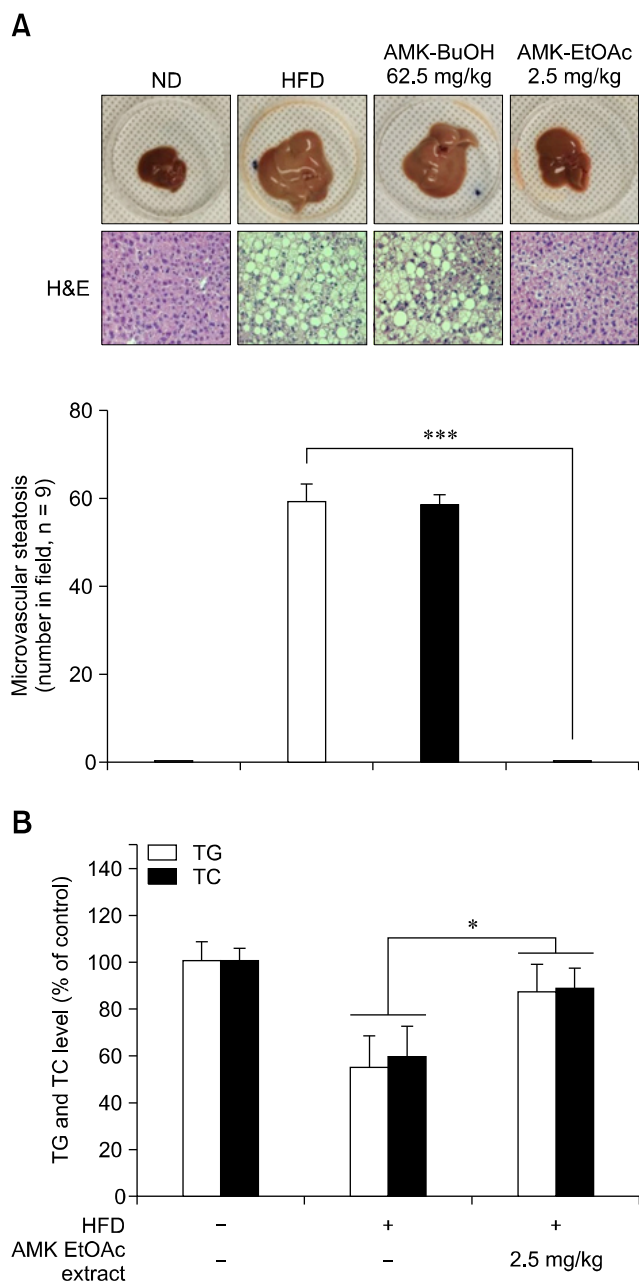 A
ND HFD AMK-BuOH 62.5 mg/kg AMK-EtOAc 2.5 mg/kg
H&E
Microvascular steatosis
(number in field, n = 9)
80
60
40
20
0
***
B
TG and TC level (% of control)
140
120
100
80
60
40
20
0
TG
TC
*
HFD – + +
AMK EtOAc extract – – 2.5 mg/kg